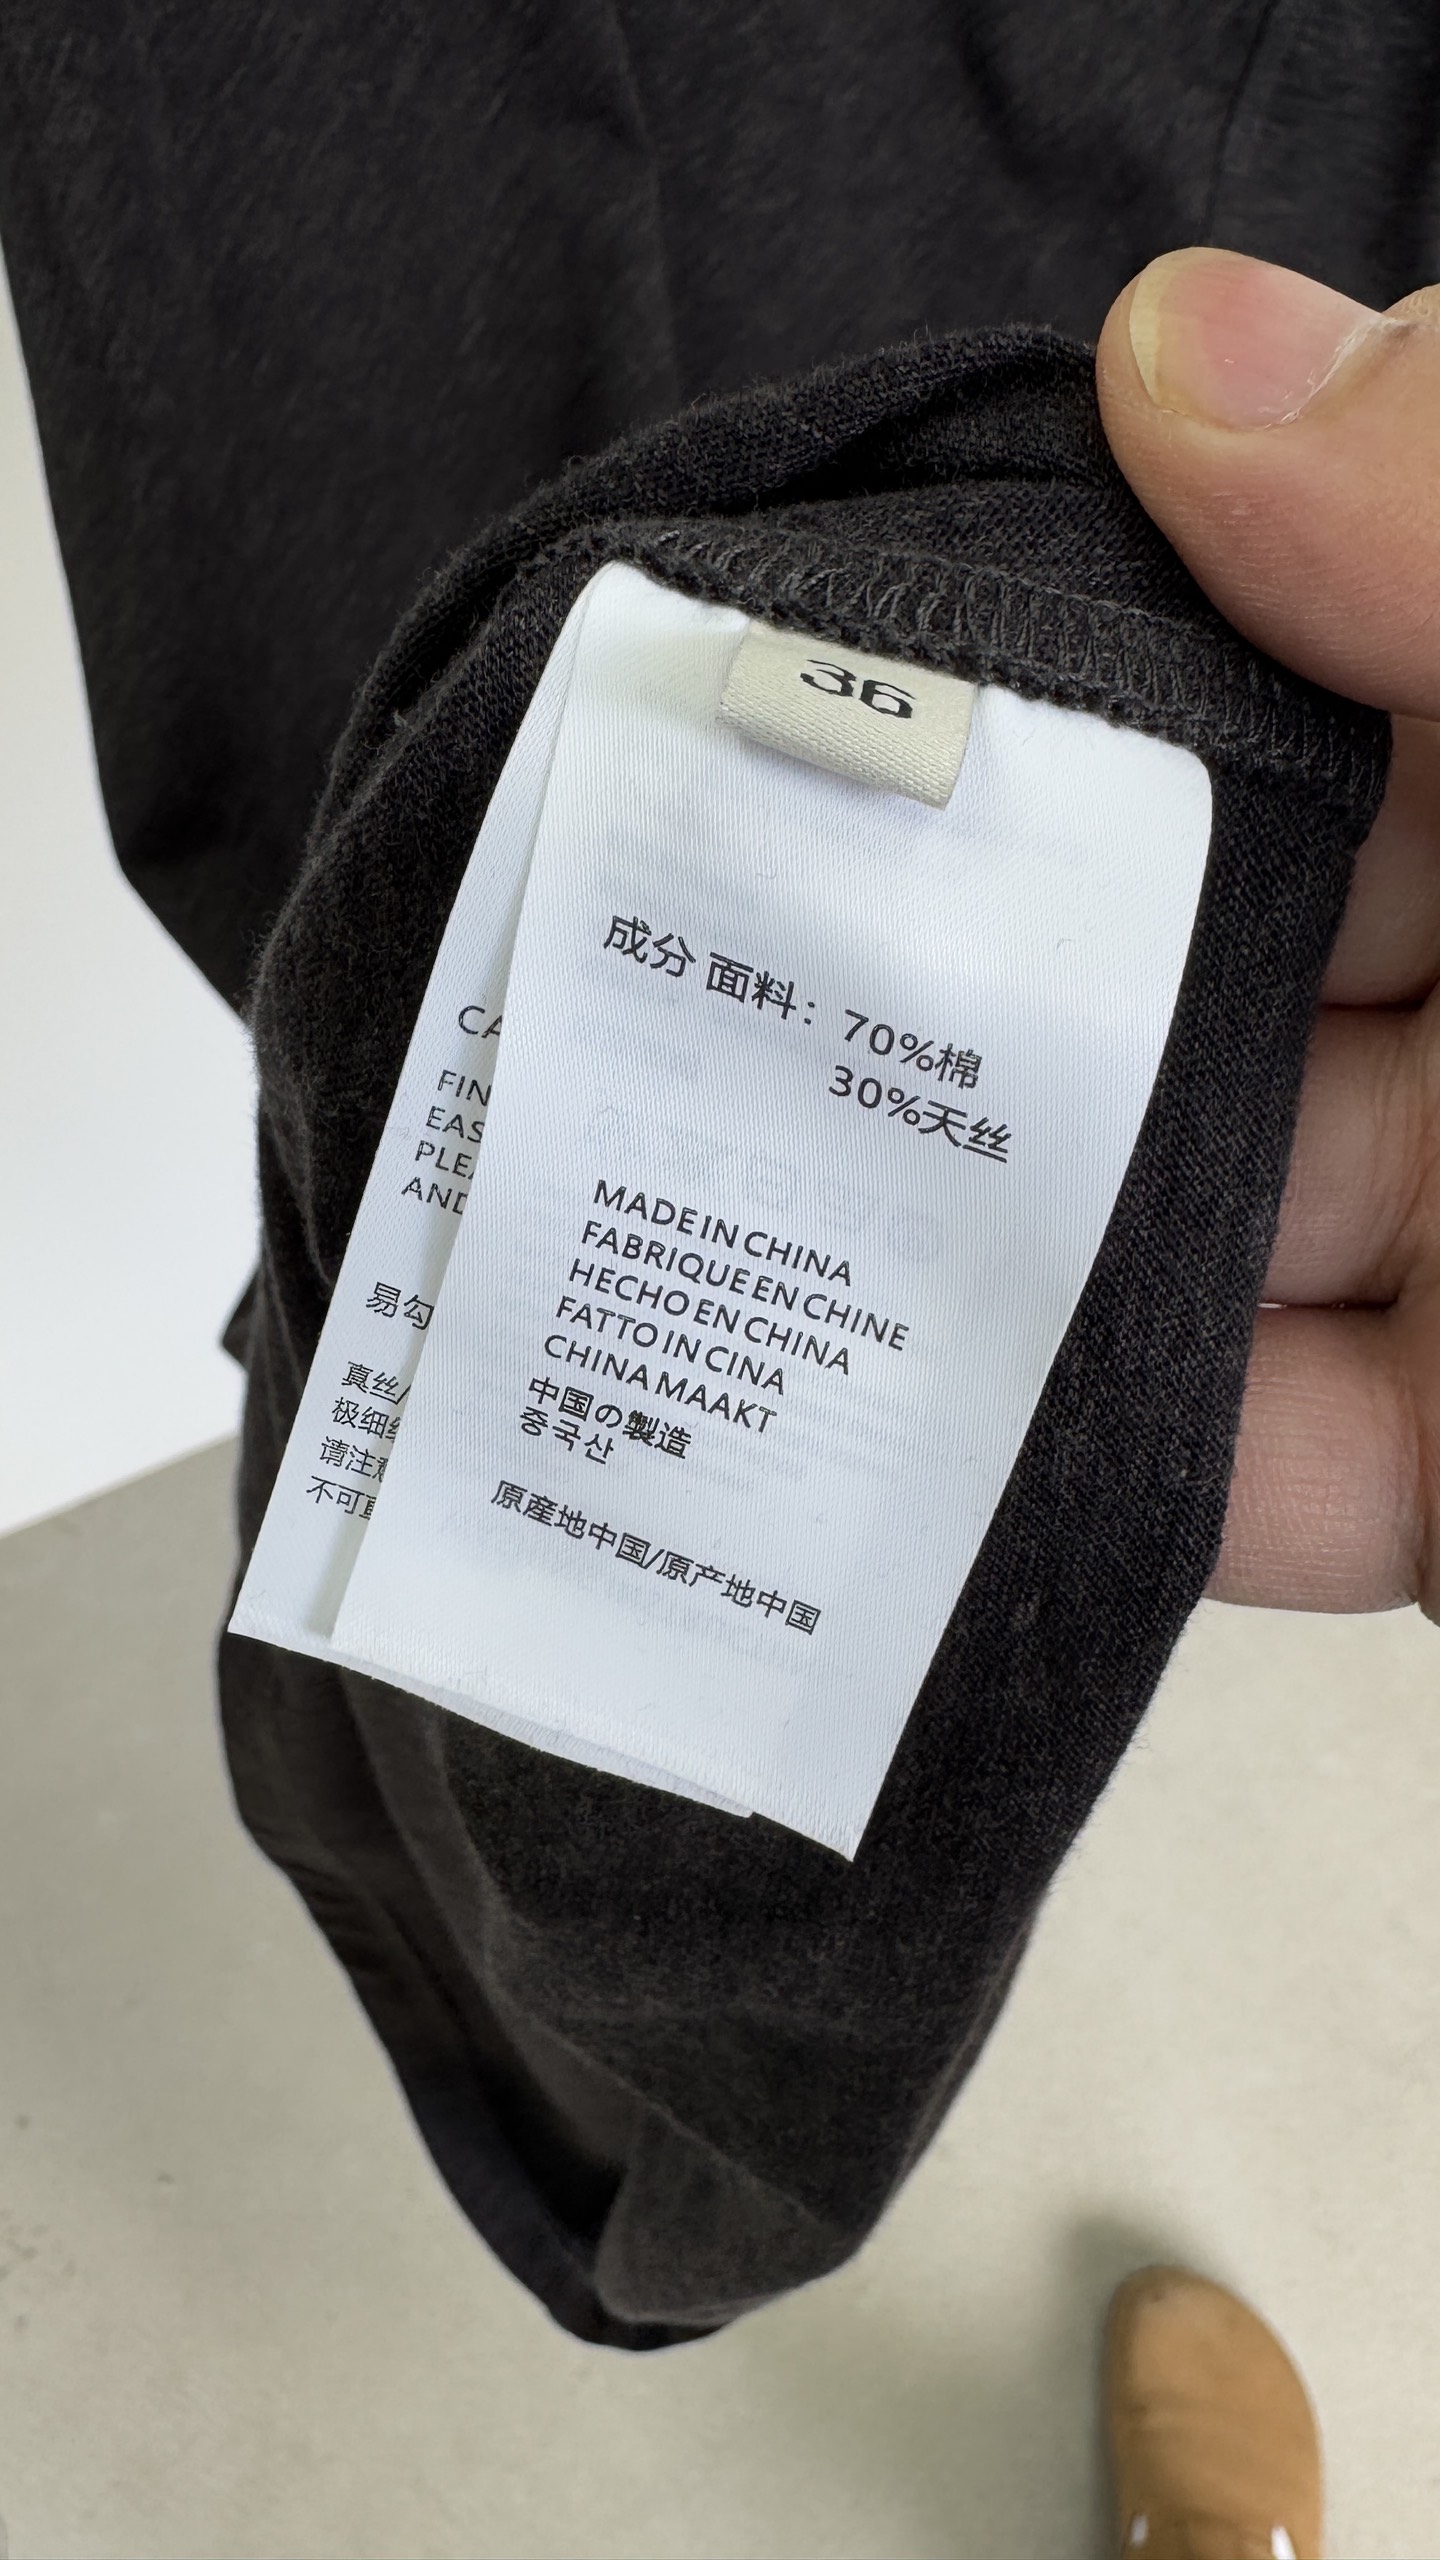 36
成分 面料：70%棉
30%天丝
MADE IN CHINA
FABRIQUE EN CHINE
HECHO EN CHINA
FATTO IN CINA
CHINA MAAKT
中国の製造
중국산
原産地中国/原产地中国
CA
FIN
EAS
PLEA
AND
易勾
真丝/
极细
请注
不可